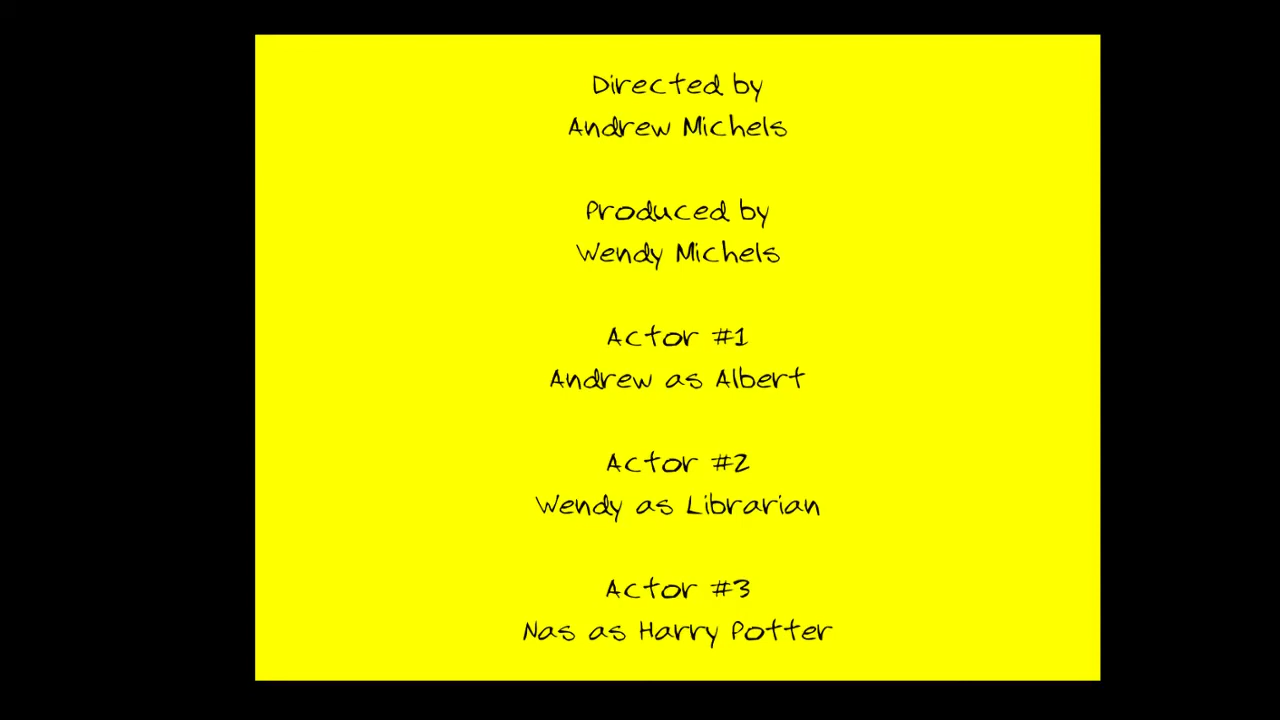 Directed by
Andrew Michels
Produced by
Wendy Michels
Actor #1
Andrew as Albert
Actor #2
Wendy as Librarian
Actor #3
Nas as Harry Potter